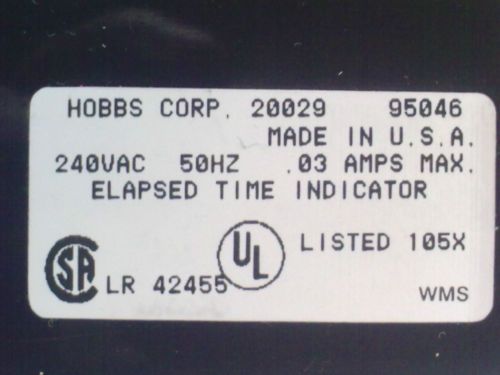 HOBBS CORP. 20029 95046
MADE IN U.S.A.
240VAC 50HZ .03 AMPS MAX.
ELAPSED TIME INDICATOR
UL LISTED 105X
SA LR 42455
WMS